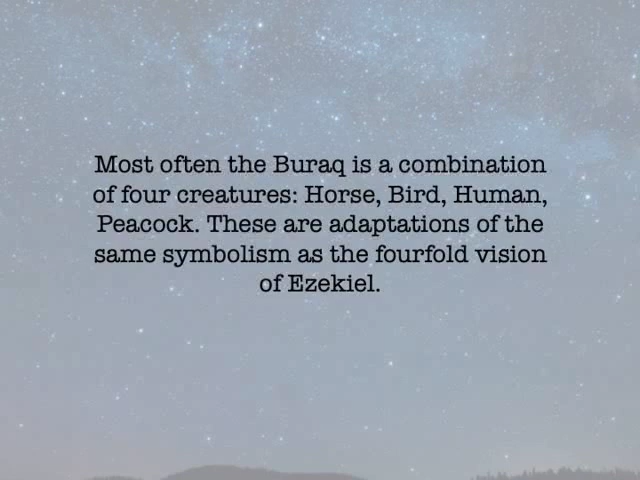 Most often the Buraq is a combination
of four creatures: Horse, Bird, Human,
Peacock. These are adaptations of the
same symbolism as the fourfold vision
of Ezekiel.